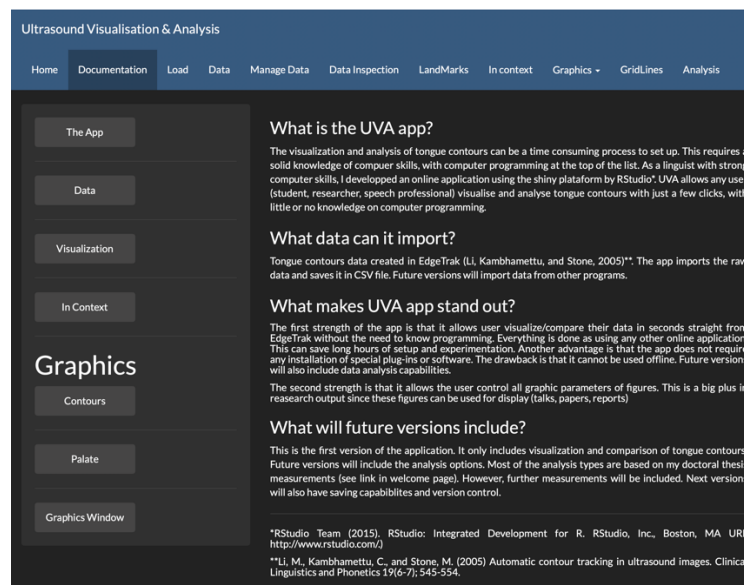 Ultrasound Visualisation & Analysis
Home Documentation Load Data Manage Data Data Inspection LandMarks In context Graphics GridLines Analysis
The App
Data
Visualization
In Context
Graphics
Contours
Palate
Graphics Window
What is the UVA app?
The visualization and analysis of tongue contours can be a time consuming process to set up. This requires a
solid knowledge of compuer skills, with computer programming at the top of the list. As a linguist with strong
computer skills, I developped an online application using the shiny plataform by RStudio*. UVA allows any use
(student, researcher, speech professional) visualise and analyse tongue contours with just a few clicks, with
little or no knowledge on computer programming.
What data can it import?
Tongue contours data created in EdgeTrak (Li, Kambhamettu, and Stone, 2005)**. The app imports the raw
data and saves it in CSV file. Future versions will import data from other programs.
What makes UVA app stand out?
The first strength of the app is that it allows user visualize/compare their data in seconds straight from
EdgeTrak without the need to know programming. Everything is done as using any other online application
This can save long hours of setup and experimentation. Another advantage is that the app does not require
any installation of special plug-ins or software. The drawback is that it cannot be used offline. Future version
will also include data analysis capabilities.
The second strength is that it allows the user control all graphic parameters of figures. This is a big plus in
reasearch output since these figures can be used for display (talks, papers, reports)
What will future versions include?
This is the first version of the application. It only includes visualization and comparison of tongue contours
Future versions will include the analysis options. Most of the analysis types are based on my doctoral thesis
measurements (see link in welcome page). However, further measurements will be included. Next version
will also have saving capabiblites and version control.
*RStudio Team (2015). RStudio: Integrated Development for R. RStudio, Inc., Boston, MA URL
http://www.rstudio.com/.)
**Li, M., Kambhamettu, C., and Stone, M. (2005) Automatic contour tracking in ultrasound images. Clinical
Linguistics and Phonetics 19(6-7); 545-554.